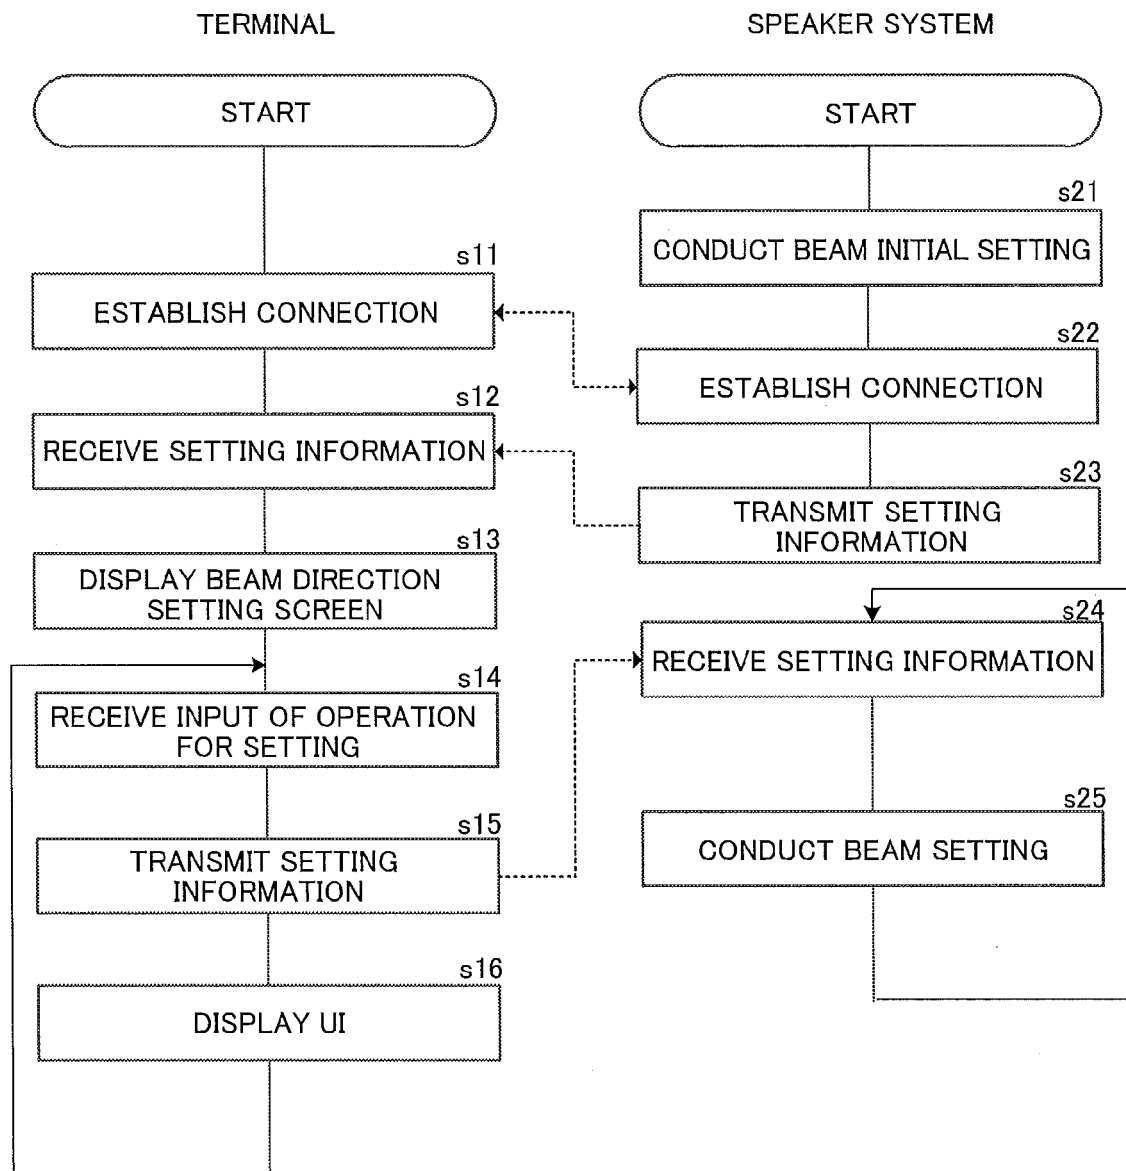 TERMINAL
START
s11
ESTABLISH CONNECTION
s12
RECEIVE SETTING INFORMATION
s13
DISPLAY BEAM DIRECTION
SETTING SCREEN
s14
RECEIVE INPUT OF OPERATION
FOR SETTING
s15
TRANSMIT SETTING
INFORMATION
s16
DISPLAY UI
SPEAKER SYSTEM
START
s21
CONDUCT BEAM INITIAL SETTING
s22
ESTABLISH CONNECTION
s23
TRANSMIT SETTING
INFORMATION
s24
RECEIVE SETTING INFORMATION
s25
CONDUCT BEAM SETTING